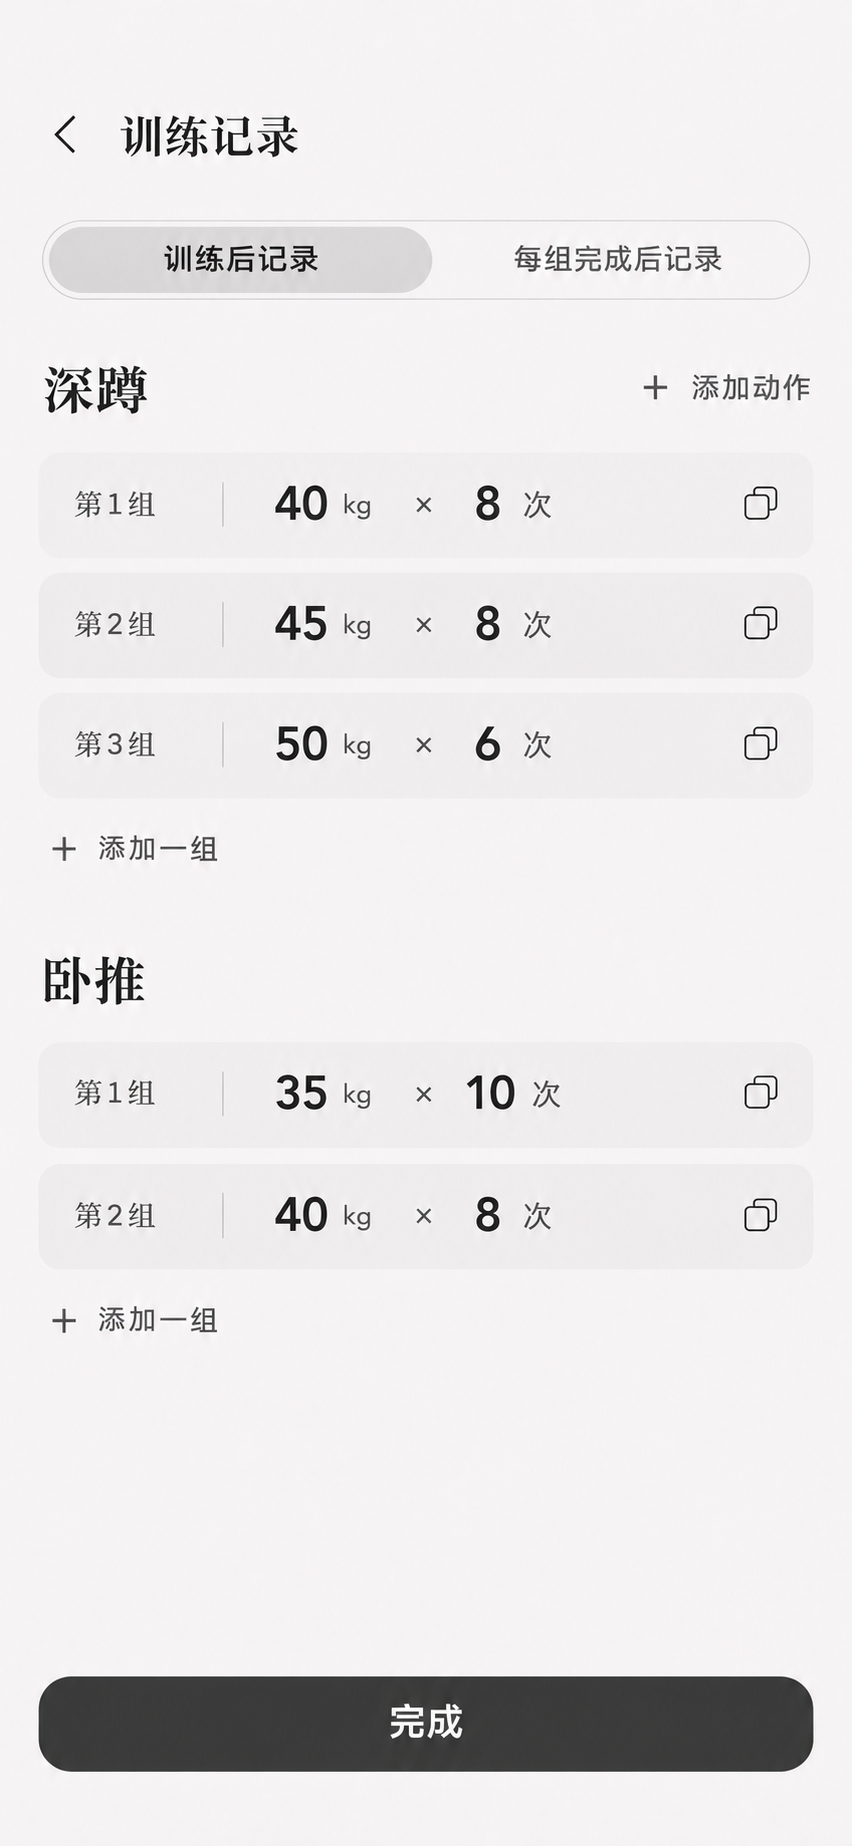 训练记录
训练后记录 每组完成后记录
深蹲 + 添加动作
第1组 40 kg × 8 次
第2组 45 kg × 8 次
第3组 50 kg × 6 次
+ 添加一组
卧推
第1组 35 kg × 10 次
第2组 40 kg × 8 次
+ 添加一组
完成